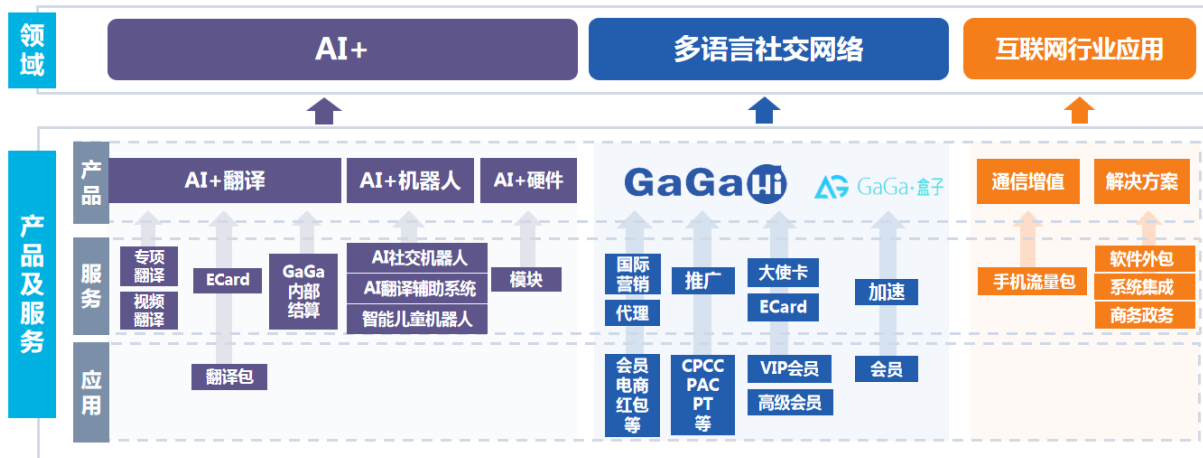 领域
AI+
多语言社交网络
互联网行业应用
产品及服务
产品
AI+翻译
AI+机器人
AI+硬件
GaGaHi
GaGa·盒子
通信增值
解决方案
服务
专项
翻译
视频
翻译
ECard
GaGa
内部
结算
AI社交机器人
AI翻译辅助系统
智能儿童机器人
模块
国际
营销
代理
推广
大使卡
ECard
加速
手机流量包
软件外包
系统集成
商务政务
应用
翻译包
会员
电商
红包
等
CPCC
PAC
PT
等
VIP会员
高级会员
会员